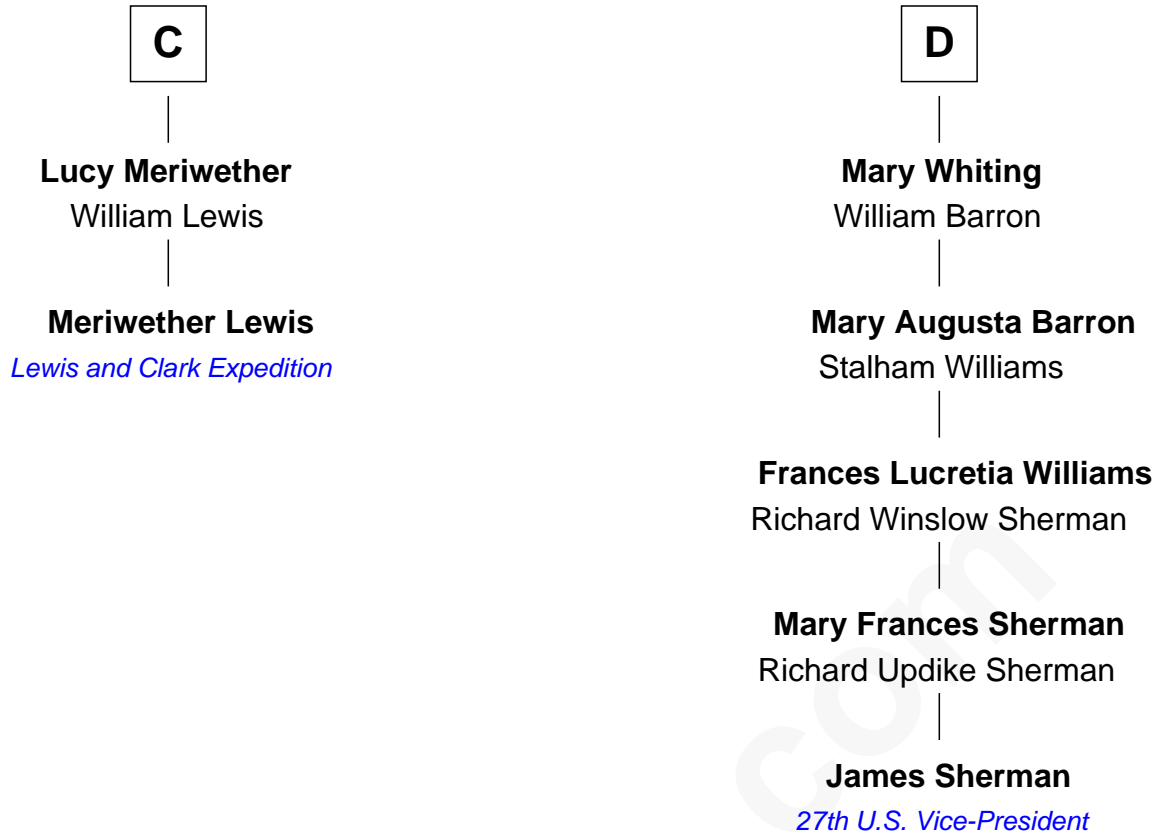 C
Lucy Meriwether
William Lewis
Meriwether Lewis
Lewis and Clark Expedition
D
Mary Whiting
William Barron
Mary Augusta Barron
Stalham Williams
Frances Lucretia Williams
Richard Winslow Sherman
Mary Frances Sherman
Richard Updike Sherman
James Sherman
27th U.S. Vice-President
com